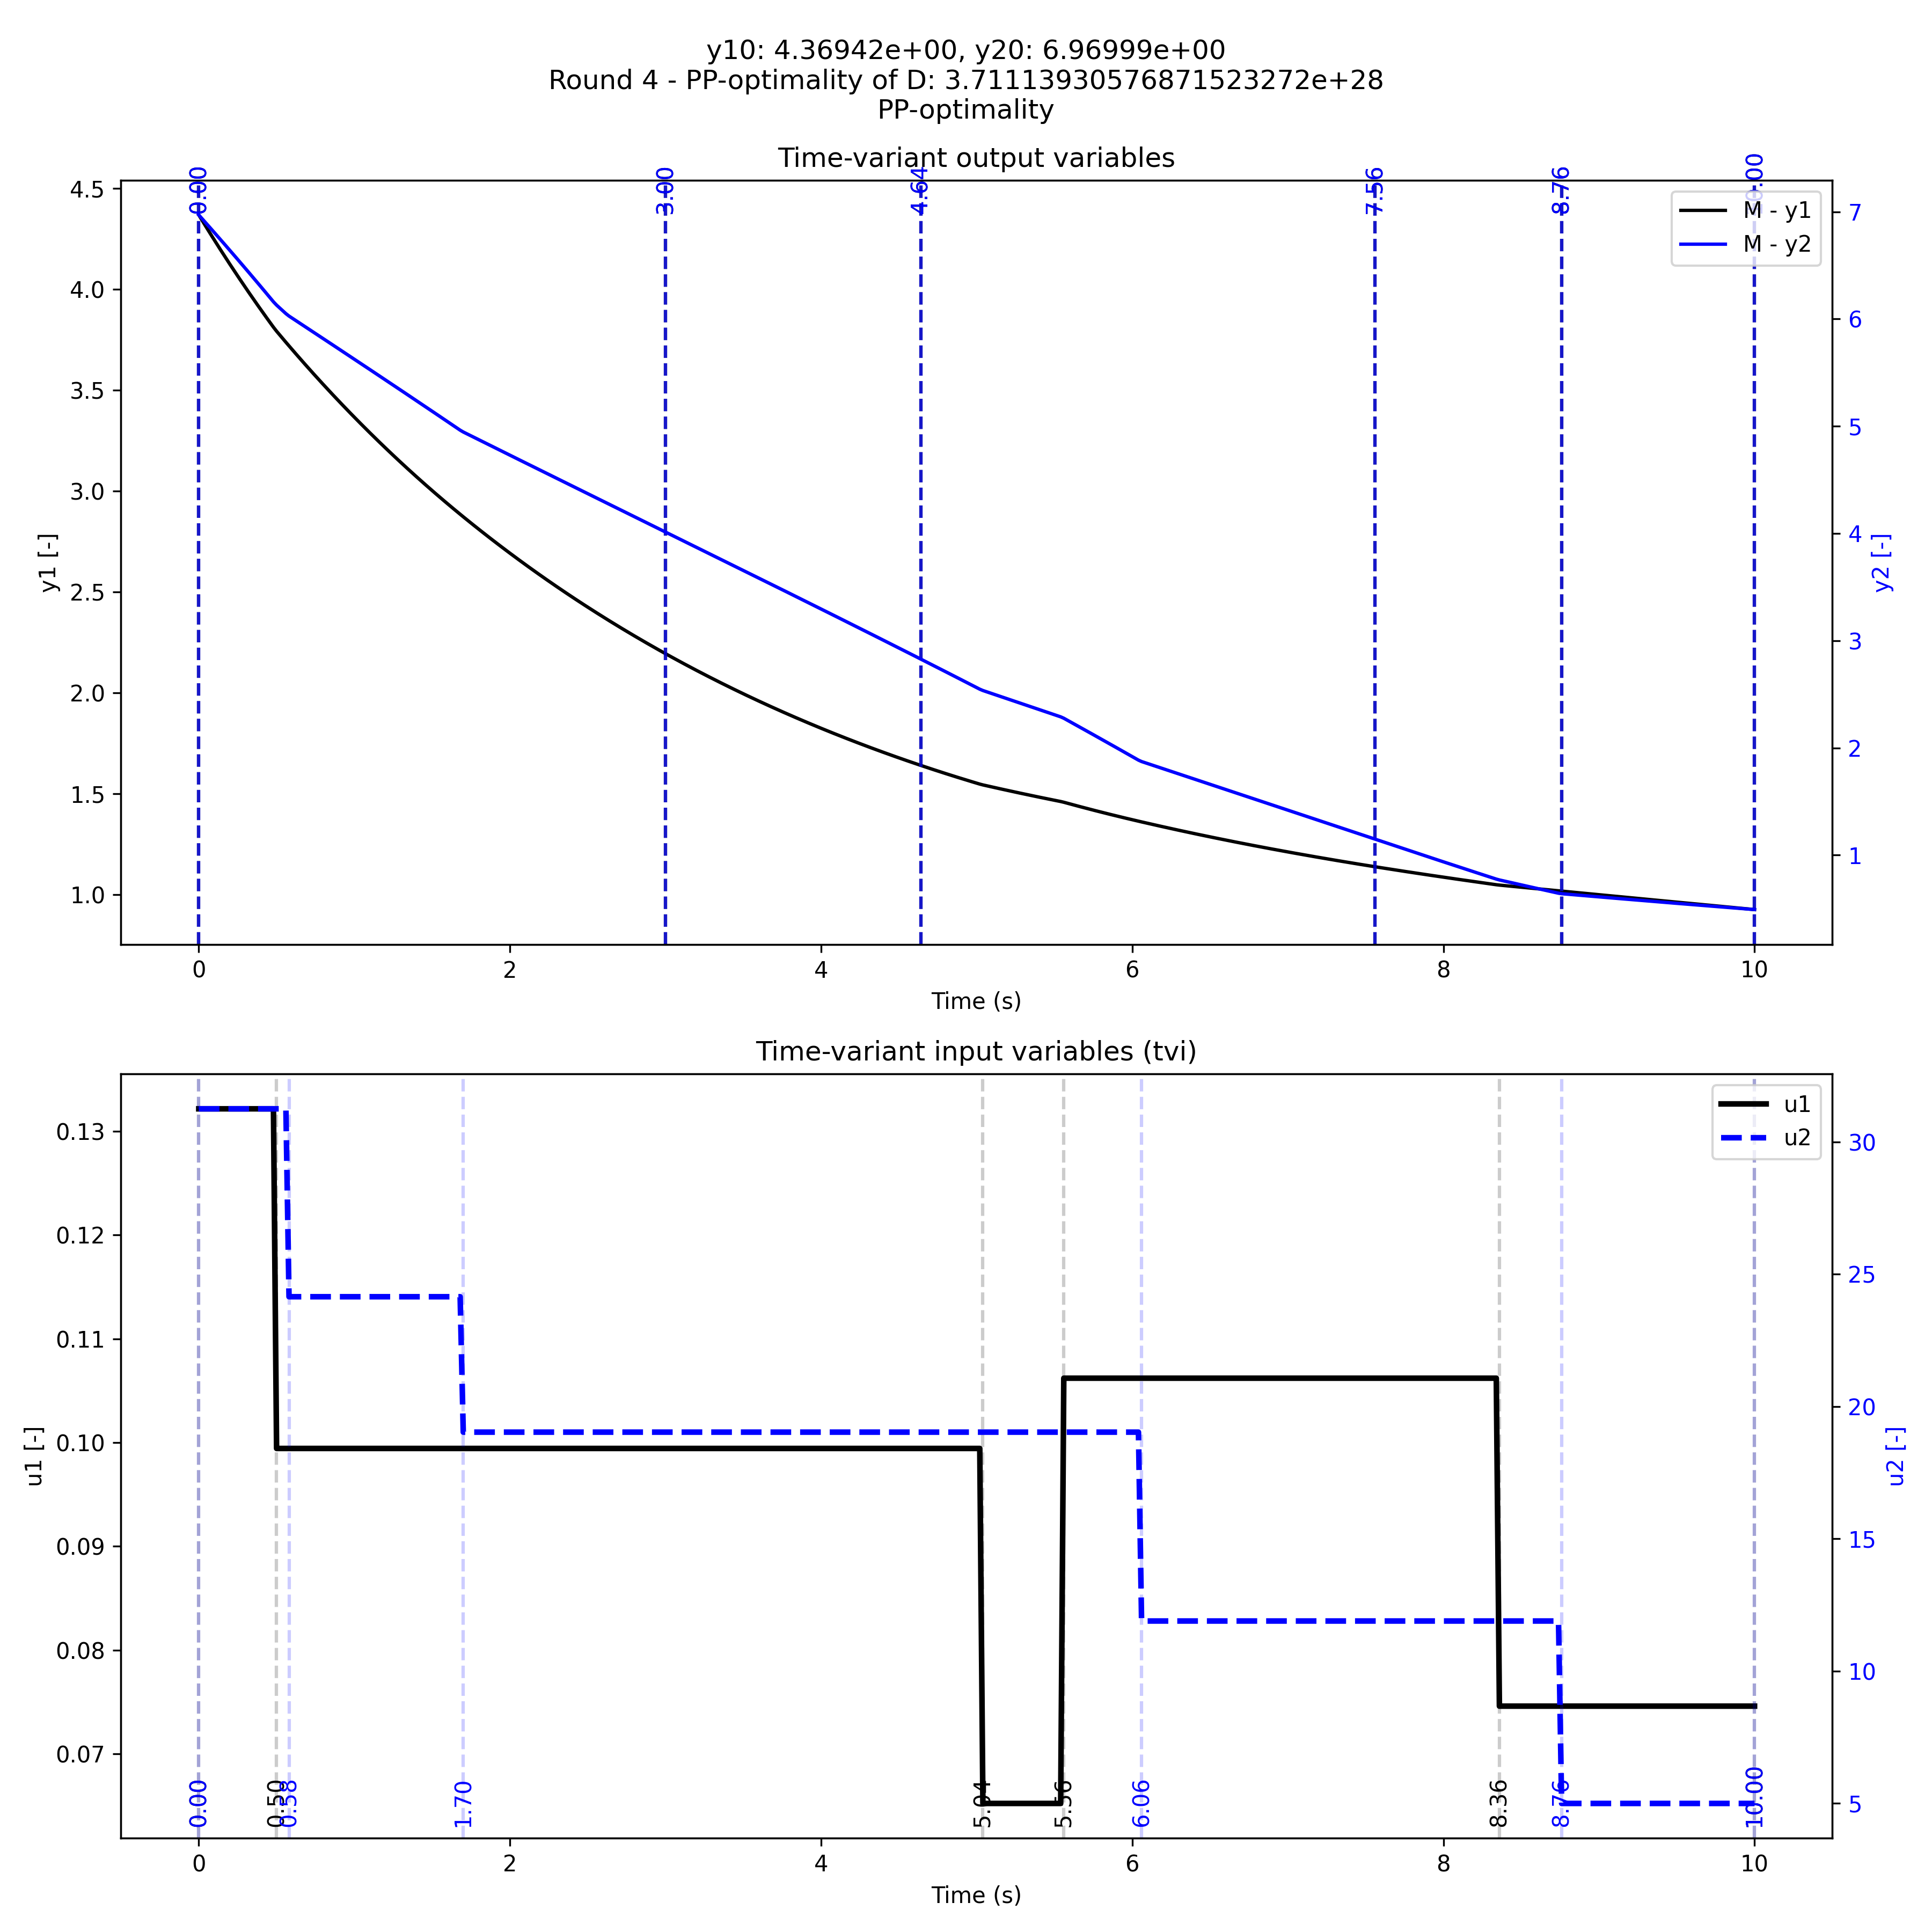 y10: 4.36942e+00, y20: 6.96999e+00
Round 4 - PP-optimality of D: 3.71113930576871523272e+28
PP-optimality
Time-variant output variables
0.00
3.00
4.64
7.56
8.76
M - y1
M - y2
4.5
4.0
3.5
3.0
2.5
2.0
1.5
1.0
y1 [-]
7
6
5
4
3
2
1
y2 [-]
0 2 4 6 8 10
Time (s)
Time-variant input variables (tvi)
u1
u2
0.13
0.12
0.11
0.10
0.09
0.08
0.07
u1 [-]
30
25
20
15
10
5
u2 [-]
0.00
0.50
0.58
1.70
5.04
5.56
6.06
8.36
8.76
10.00
0 2 4 6 8 10
Time (s)